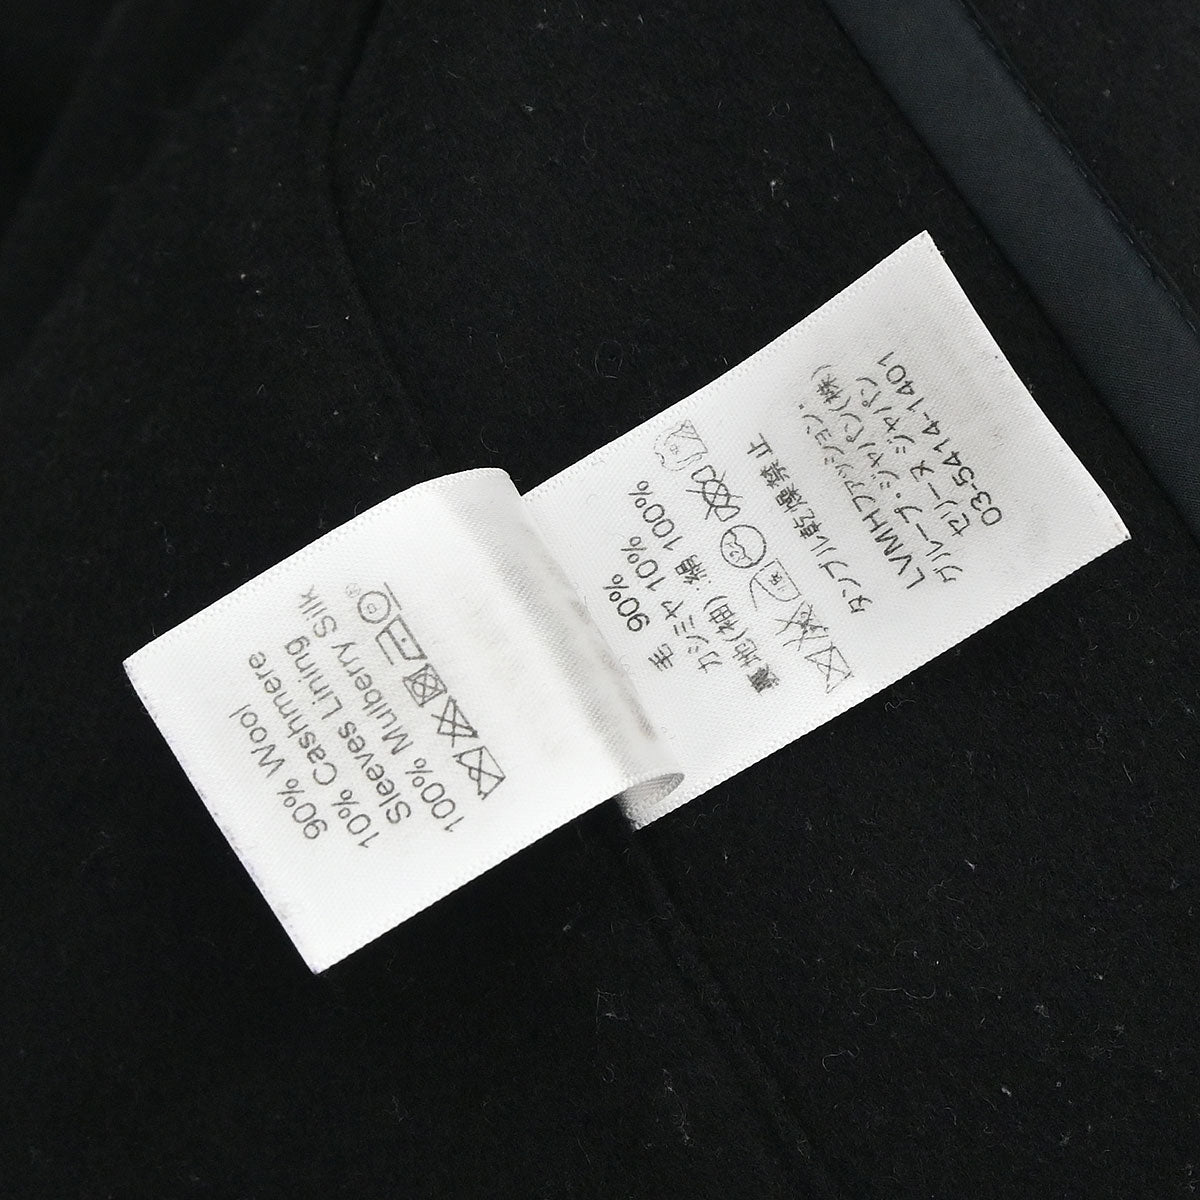 90% Wool
10% Cashmere
Sleeves Lining
100% Mulberry Silk
P
毛 90%
カシミヤ 10%
裏地(袖) 絹 100%
タンブル乾燥禁止
LVMHファッション・
グループ・ジャパン(株)
セリーヌ ジャパン
03-5414-1401